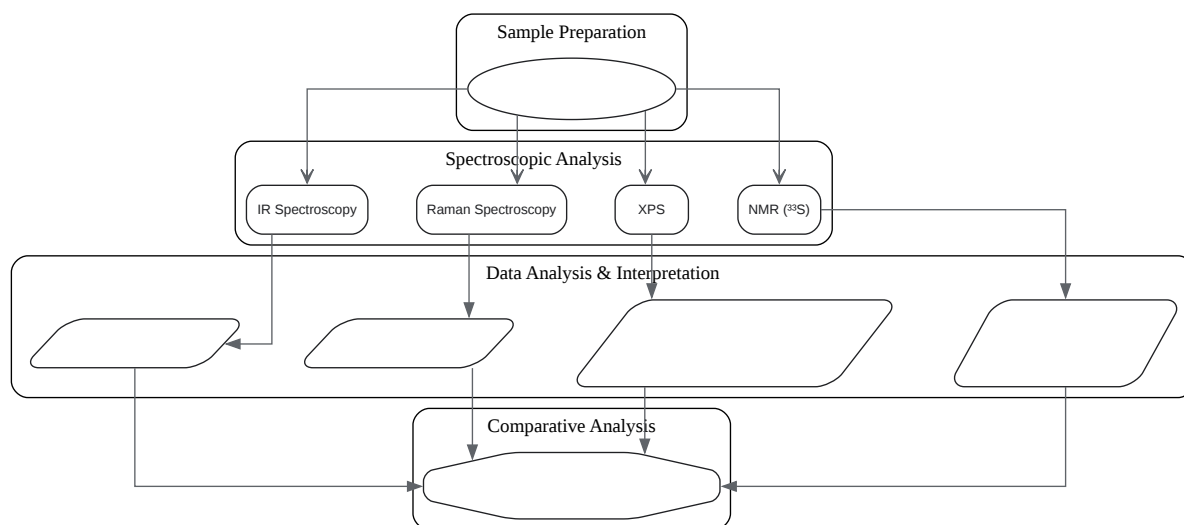 Sample Preparation
Spectroscopic Analysis
IR Spectroscopy
Raman Spectroscopy
XPS
NMR (³³S)
Data Analysis & Interpretation
Comparative Analysis